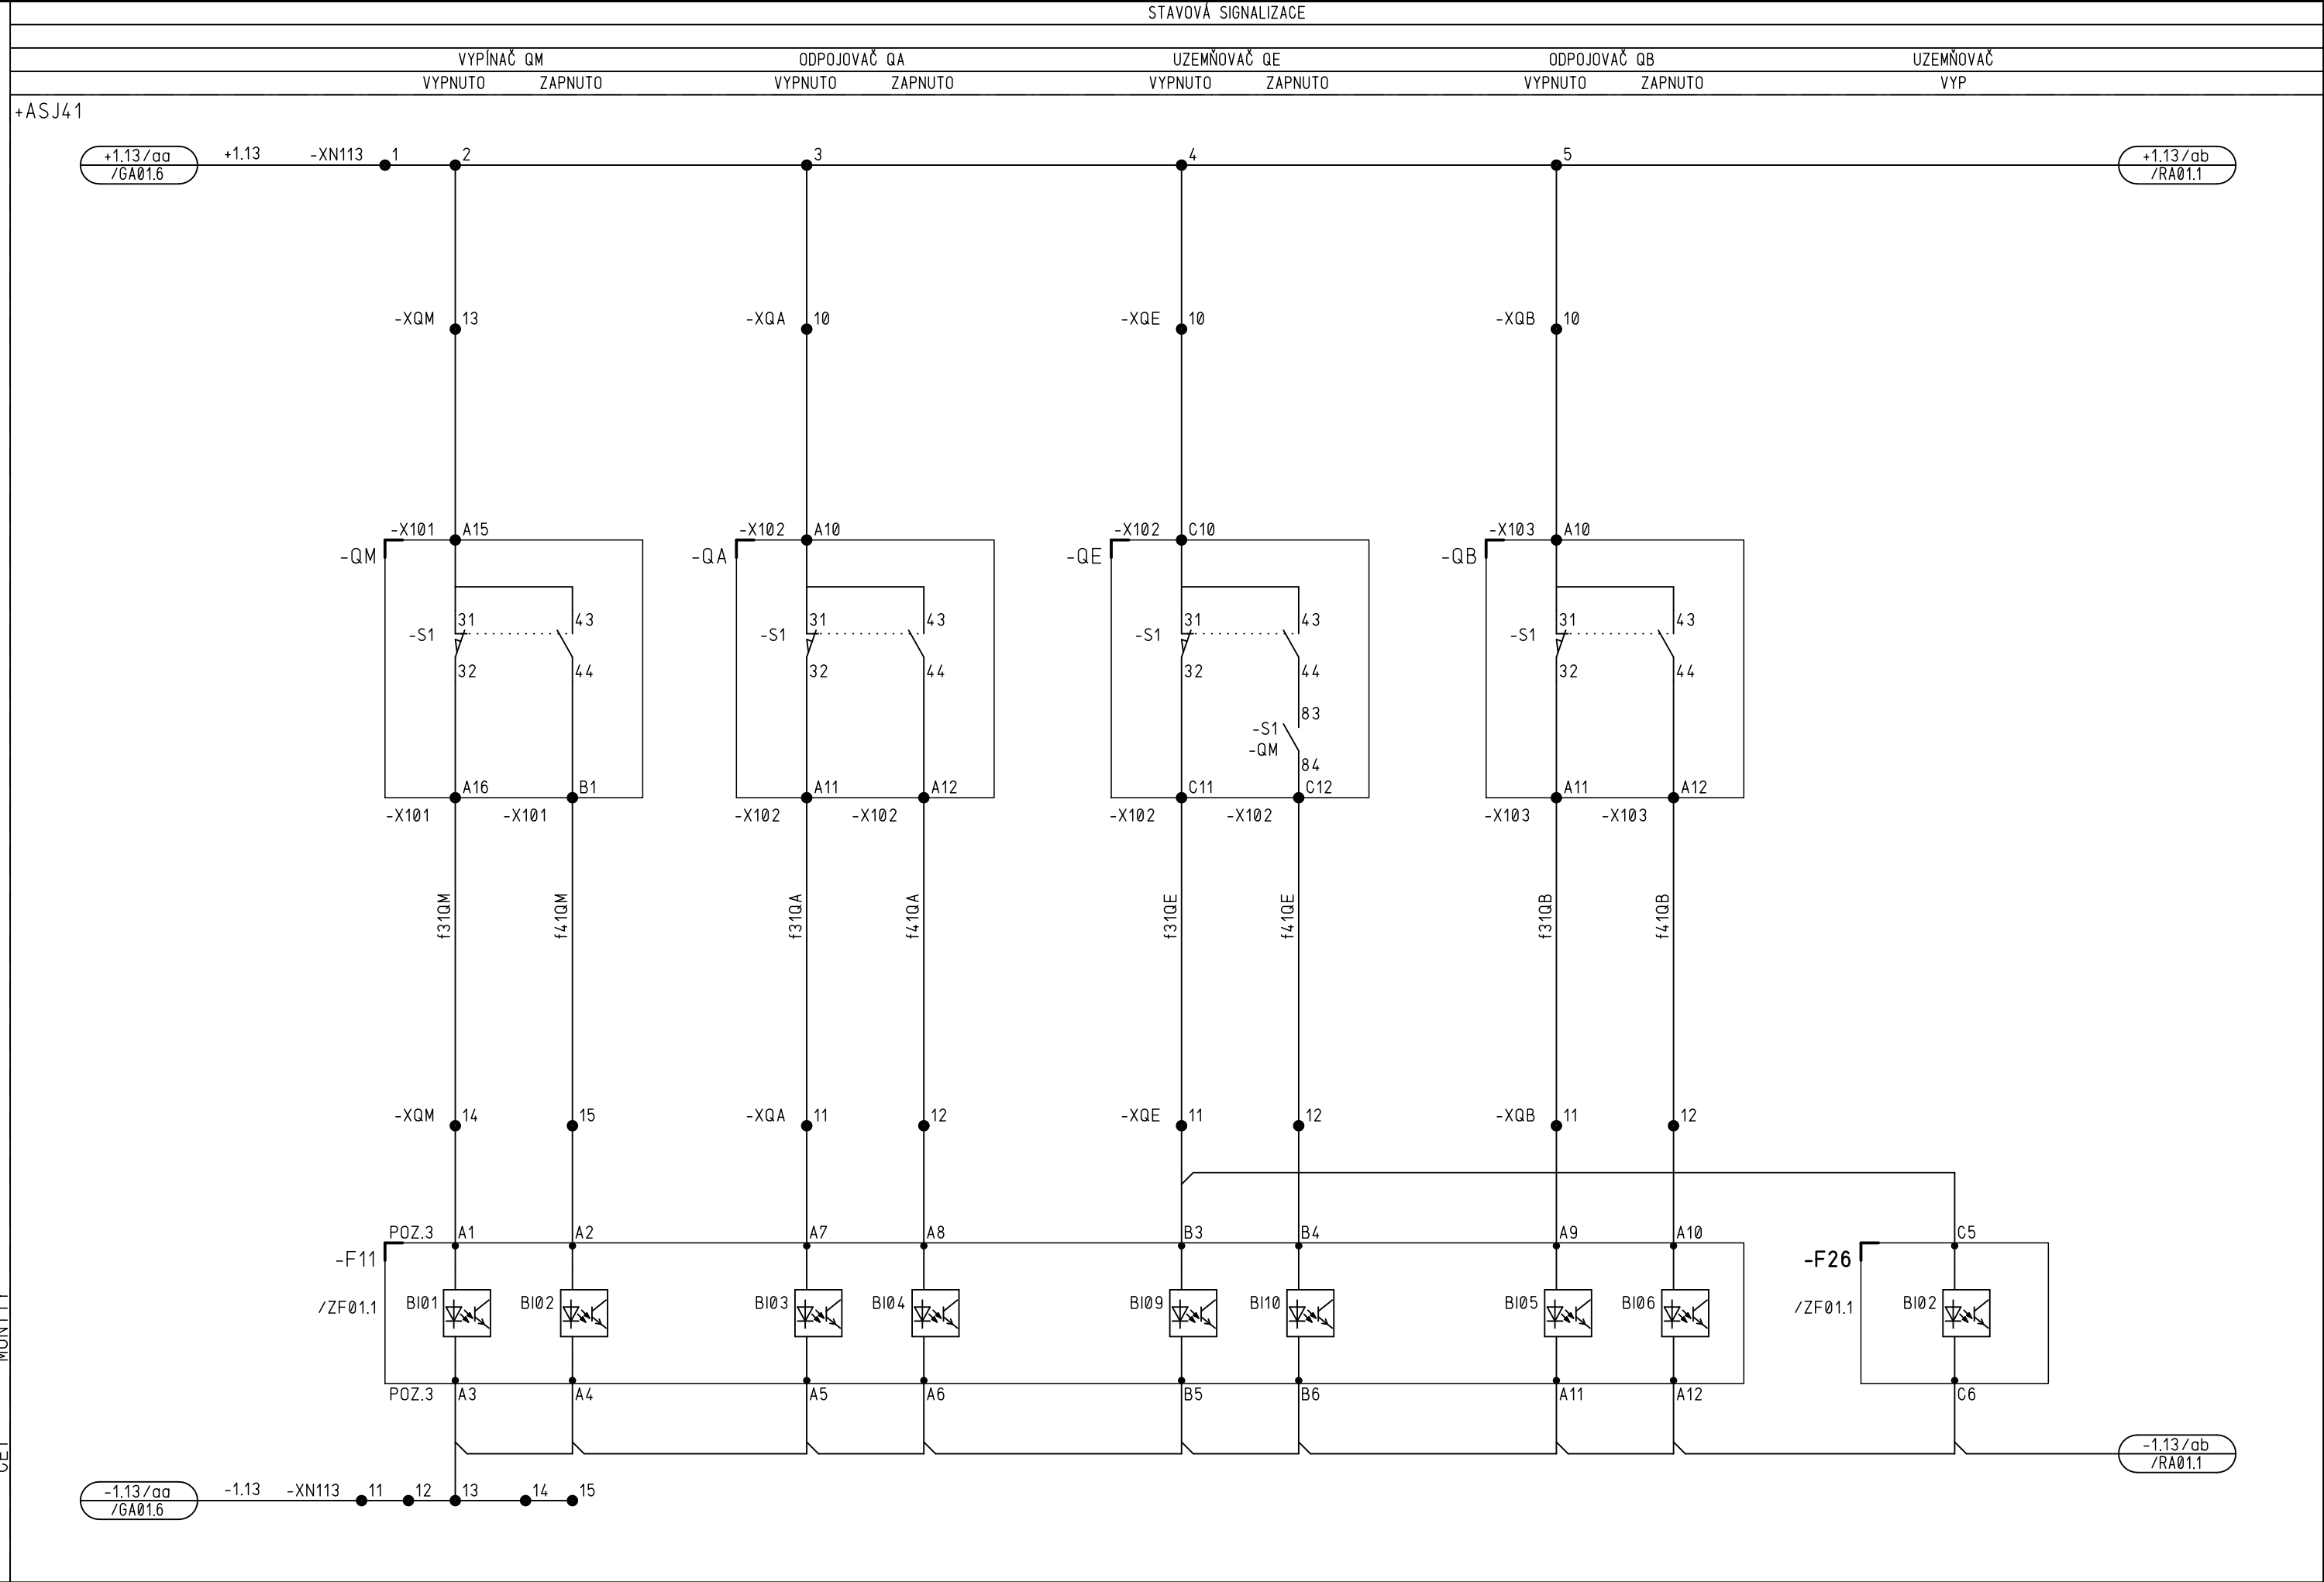 STAVOVÁ SIGNALIZACE
VYPÍNAČ QM ODPOJOVAČ QA UZEMŇOVAČ QE ODPOJOVAČ QB UZEMŇOVAČ
VYPNUTO ZAPNUTO VYPNUTO ZAPNUTO VYPNUTO ZAPNUTO VYPNUTO ZAPNUTO VYP
+ASJ41
+1.13/aa +1.13 -XN113 1 2 3 4 5 +1.13/ab
/GA01.6 /RA01.1
-XQM 13 -XQA 10 -XQE 10 -XQB 10
-X101 A15 -X102 A10 -X102 C10 -X103 A10
-QM -QA -QE -QB
31 43 31 43 31 43 31 43
-S1 -S1 -S1 -S1
32 44 32 44 32 44 32 44
83
-S1
-QM
84
A16 B1 A11 A12 C11 C12 A11 A12
-X101 -X101 -X102 -X102 -X102 -X102 -X103 -X103
f31QM f41QM f31QA f41QA f31QE f41QE f31QB f41QB
-XQM 14 15 -XQA 11 12 -XQE 11 12 -XQB 11 12
POZ.3 A1 A2 A7 A8 B3 B4 A9 A10 C5
-F11 -F26
/ZF01.1 BI01 BI02 BI03 BI04 BI09 BI10 BI05 BI06 /ZF01.1 BI02
POZ.3 A3 A4 A5 A6 B5 B6 A11 A12 C6
-1.13/ab
/RA01.1
-1.13/aa -1.13 -XN113 11 12 13 14 15
/GA01.6